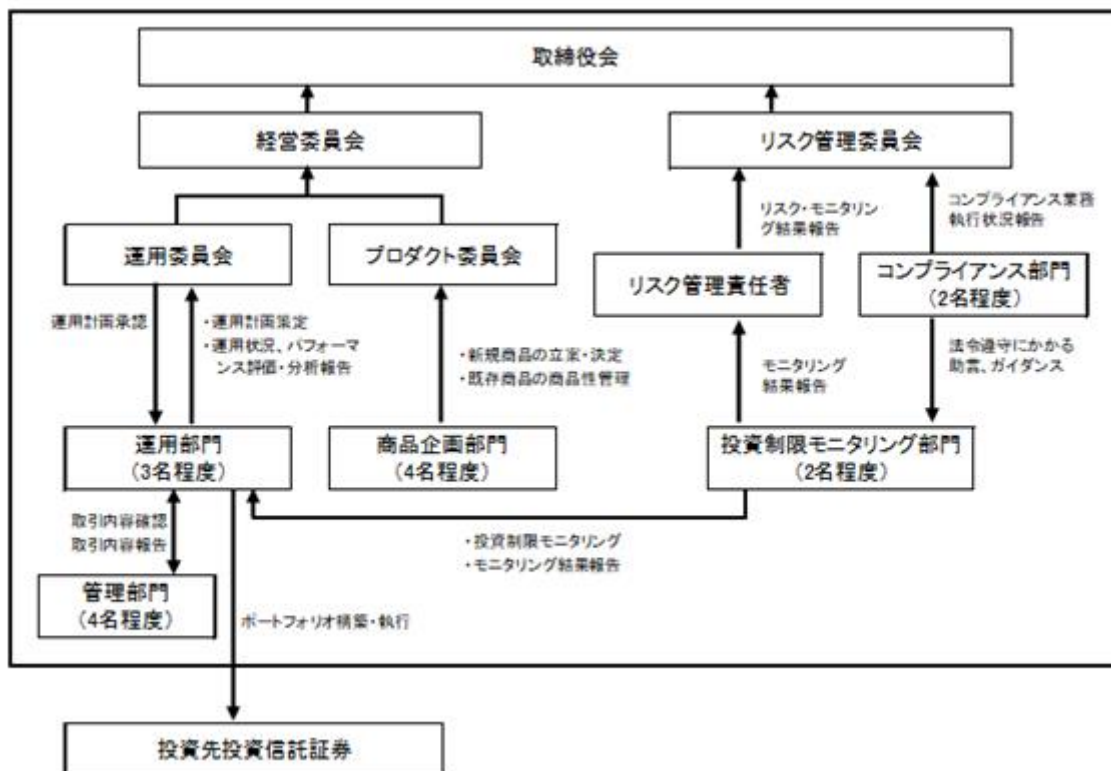 取締役会
経営委員会
リスク管理委員会
リスク・モニタリン
グ結果報告
コンプライアンス業務
執行状況報告
運用委員会
プロダクト委員会
リスク管理責任者
コンプライアンス部門
(2名程度)
運用計画承認
・運用計画策定
・運用状況、パフォーマ
ンス評価・分析報告
・新規商品の立案・決定
・既存商品の商品性管理
モニタリング
結果報告
法令遵守にかかる
助言、ガイダンス
運用部門
(3名程度)
商品企画部門
(4名程度)
投資制限モニタリング部門
(2名程度)
取引内容確認
取引内容報告
・投資制限モニタリング
・モニタリング結果報告
管理部門
(4名程度)
ポートフォリオ構築・執行
投資先投資信託証券